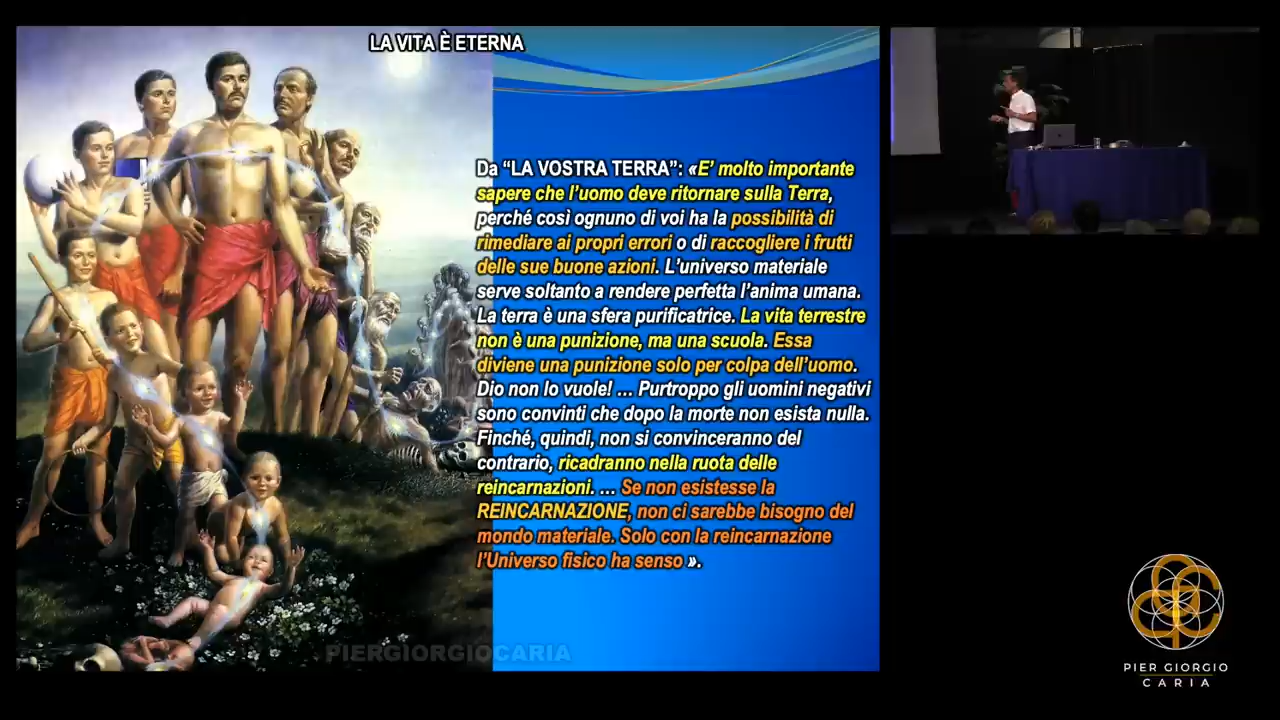 LA VITA È ETERNA
Da “LA VOSTRA TERRA”: «E’ molto importante
sapere che l’uomo deve ritornare sulla Terra,
perché così ognuno di voi ha la possibilità di
rimediare ai propri errori o di raccogliere i frutti
delle sue buone azioni. L’universo materiale
serve soltanto a rendere perfetta l’anima umana.
La terra è una sfera purificatrice. La vita terrestre
non è una punizione, ma una scuola. Essa
diviene una punizione solo per colpa dell’uomo.
Dio non lo vuole! … Purtroppo gli uomini negativi
sono convinti che dopo la morte non esista nulla.
Finché, quindi, non si convinceranno del
contrario, ricadranno nella ruota delle
reincarnazioni. … Se non esistesse la
REINCARNAZIONE, non ci sarebbe bisogno del
mondo materiale. Solo con la reincarnazione
l’Universo fisico ha senso ».
PIERGIORGIOCARIA
PIER GIORGIO
CARIA